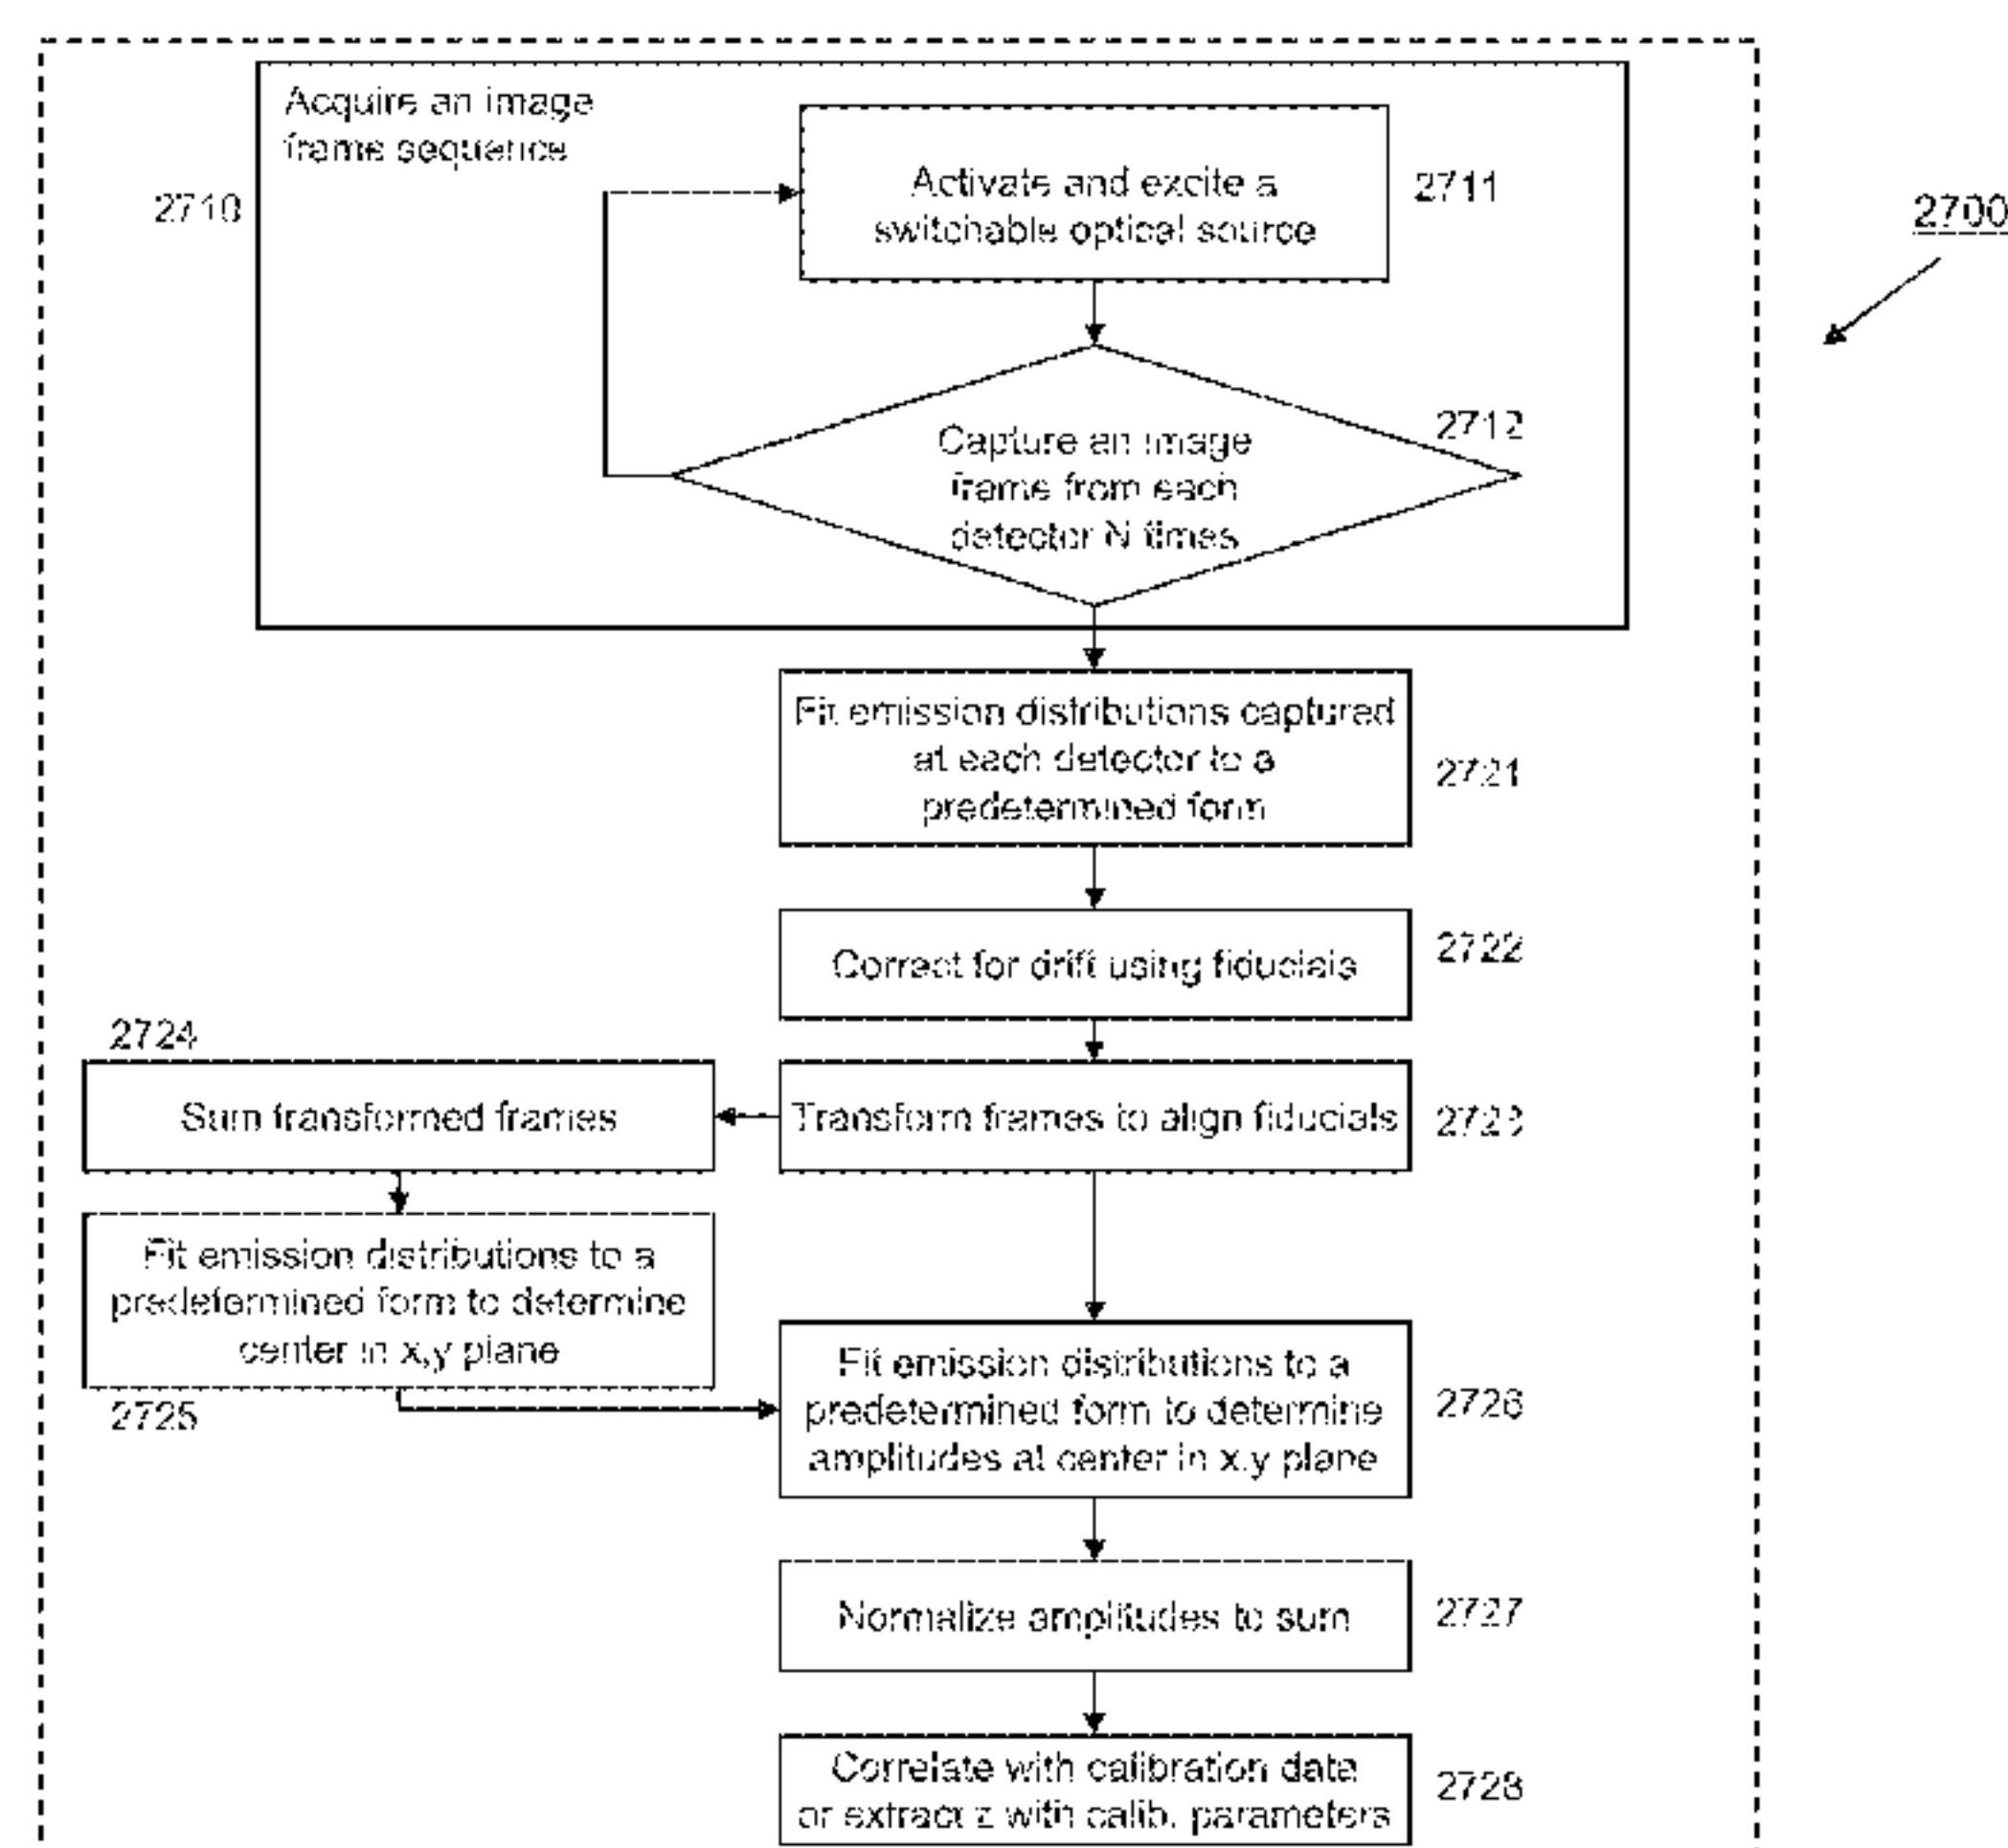 Acquire an image
frame sequence
2710
Activate and excite a
switchable optical source
2711
2700
Capture an image
frame from each
detector N times
2712
Fit emission distributions captured
at each detector to a
predetermined form
2721
Correct for drift using fiducials
2722
2724
Sum transformed frames
Transform frames to align fiducials
2723
Fit emission distributions to a
predetermined form to determine
center in x,y plane
2725
Fit emission distributions to a
predetermined form to determine
amplitudes at center in x,y plane
2726
Normalize amplitudes to sum
2727
Correlate with calibration data
or extract z with calib. parameters
2728